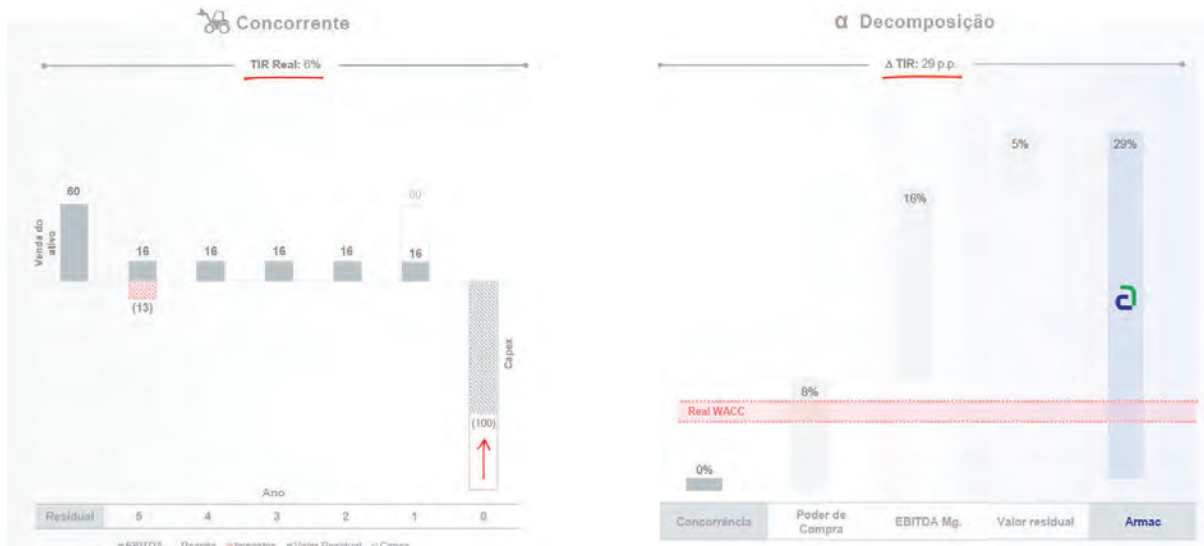 Concorrente
TIR Real: 6%
60
Venda do
ativo
16
16
16
16
16
(13)
Capex
(100)
Ano
Residual 5 4 3 2 1 0
α Decomposição
Δ TIR: 29 p.p.
5%
29%
16%
8%
Real WACC
0%
Concorrência
Poder de
Compra
EBITDA Mg.
Valor residual
Armac